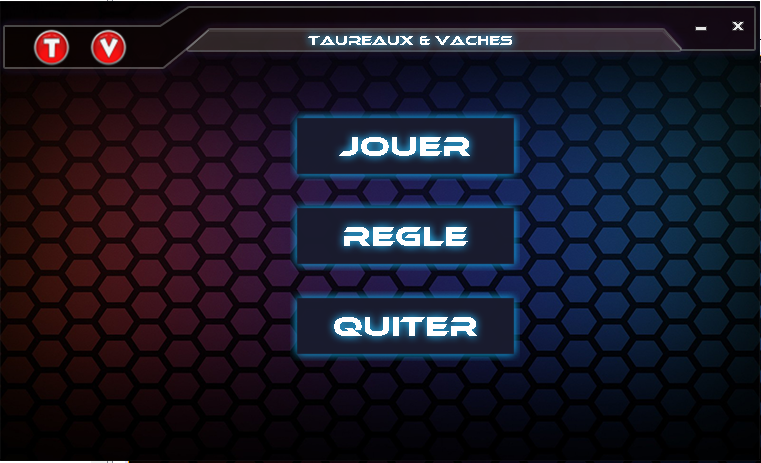 T V
TAUREAUX & VACHES
JOUER
REGLE
QUITER